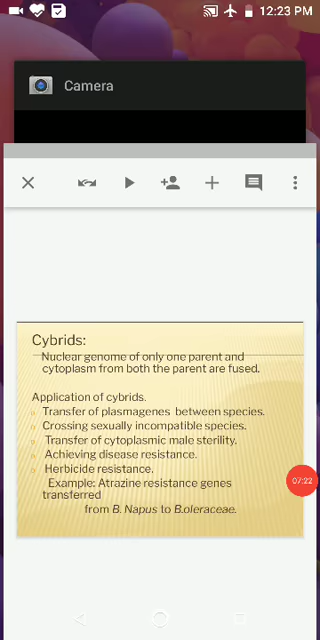 12:23 PM
Camera
Cybrids:
Nuclear genome of only one parent and
cytoplasm from both the parent are fused.
Application of cybrids.
Transfer of plasmagenes between species.
Crossing sexually incompatible species.
Transfer of cytoplasmic male sterility.
Achieving disease resistance.
Herbicide resistance.
Example: Atrazine resistance genes
transferred
from B. Napus to B.oleraceae.
07:22